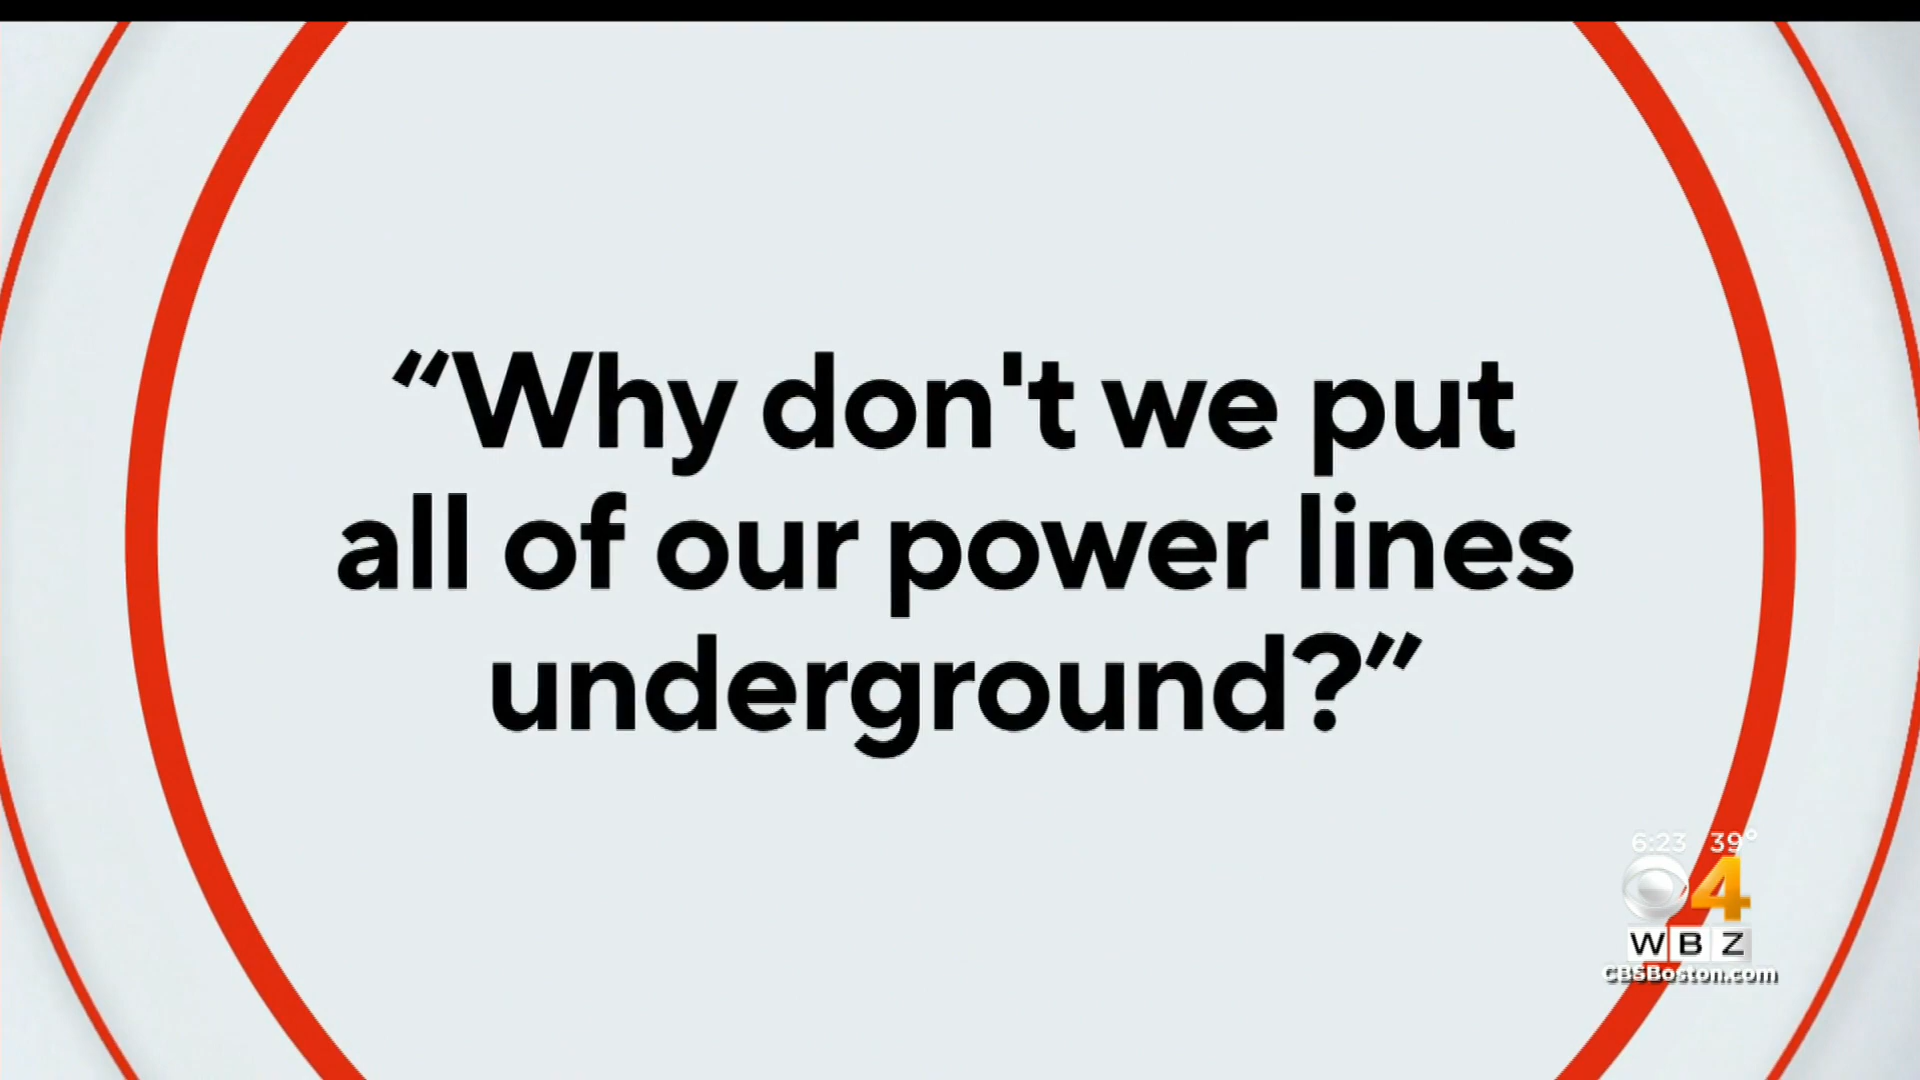 “Why don't we put
all of our power lines
underground?”
6:23 39°
4
WBZ
CBSBoston.com